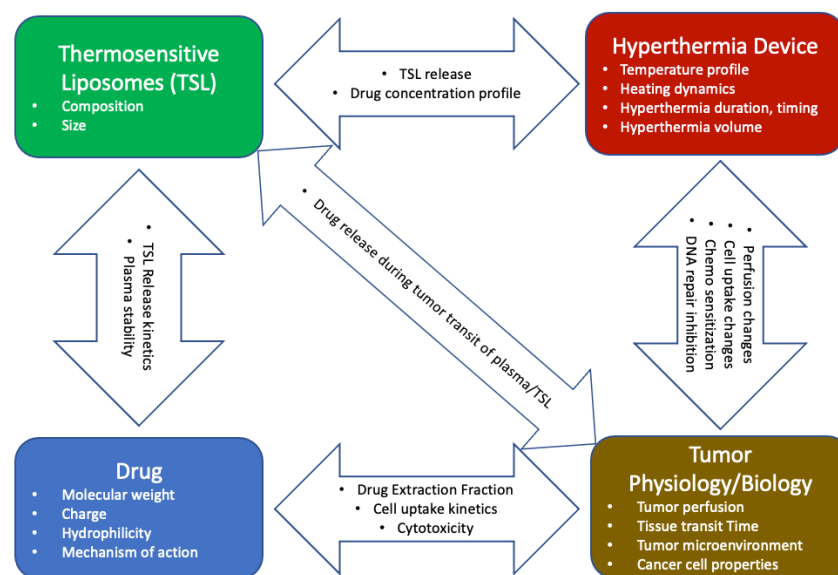 Thermosensitive
Liposomes (TSL)
• Composition
• Size
• TSL release
• Drug concentration profile
Hyperthermia Device
• Temperature profile
• Heating dynamics
• Hyperthermia duration, timing
• Hyperthermia volume
• TSL Release kinetics
• Plasma stability
• Drug release during tumor transit of plasma/TSL
• Perfusion changes
• Cell uptake changes
• Chemo sensitization
• DNA repair inhibition
Drug
• Molecular weight
• Charge
• Hydrophilicity
• Mechanism of action
• Drug Extraction Fraction
• Cell uptake kinetics
• Cytotoxicity
Tumor
Physiology/Biology
• Tumor perfusion
• Tissue transit Time
• Tumor microenvironment
• Cancer cell properties